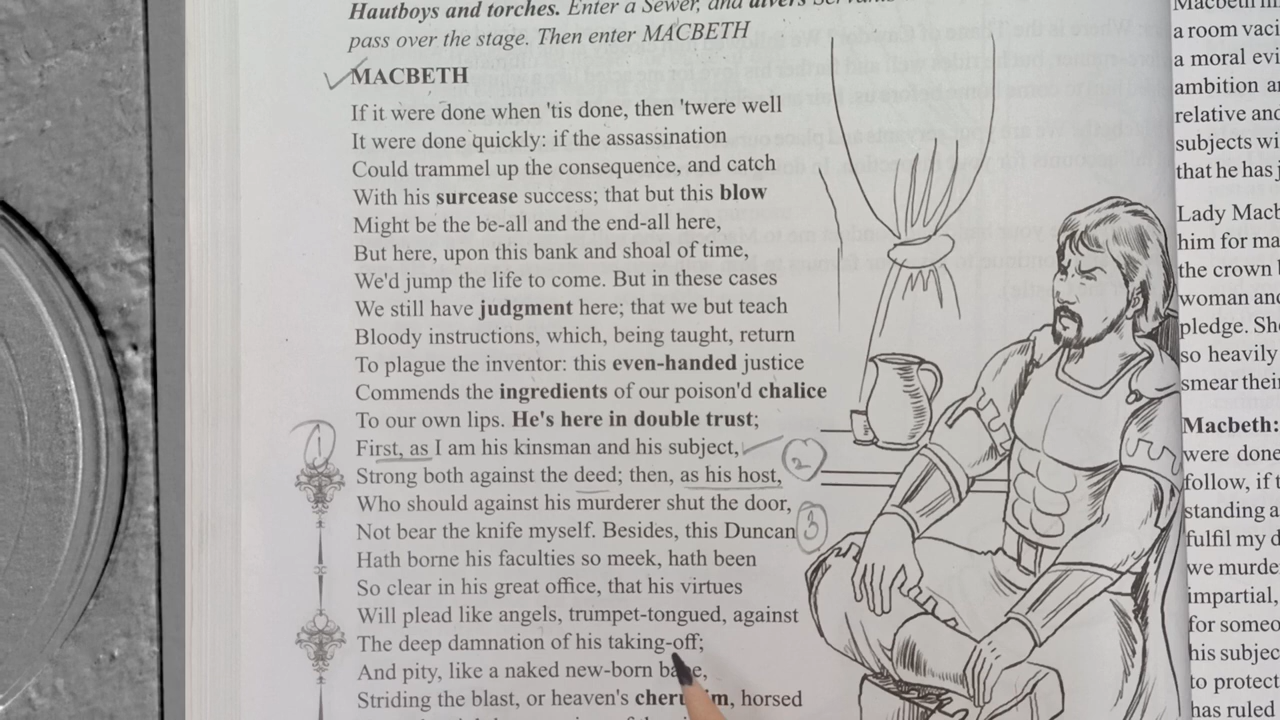 Hautboys and torches. Enter a Sewer, and divers
pass over the stage. Then enter MACBETH
MACBETH
If it were done when 'tis done, then 'twere well
It were done quickly: if the assassination
Could trammel up the consequence, and catch
With his surcease success; that but this blow
Might be the be-all and the end-all here,
But here, upon this bank and shoal of time,
We'd jump the life to come. But in these cases
We still have judgment here; that we but teach
Bloody instructions, which, being taught, return
To plague the inventor: this even-handed justice
Commends the ingredients of our poison'd chalice
To our own lips. He's here in double trust;
1
First, as I am his kinsman and his subject,
2
Strong both against the deed; then, as his host,
Who should against his murderer shut the door,
Not bear the knife myself. Besides, this Duncan
3
Hath borne his faculties so meek, hath been
So clear in his great office, that his virtues
Will plead like angels, trumpet-tongued, against
The deep damnation of his taking-off;
And pity, like a naked new-born babe,
Striding the blast, or heaven's cherubim, horsed
a room vaci
a moral evi
ambition a
relative and
subjects wi
that he has j
Lady Mach
him for ma
the crown
woman and
pledge. Sh
so heavily
smear their
Macbeth:
were done
follow, if t
standing a
fulfil my d
we murde
impartial,
for someo
his subjec
to protect
has ruled